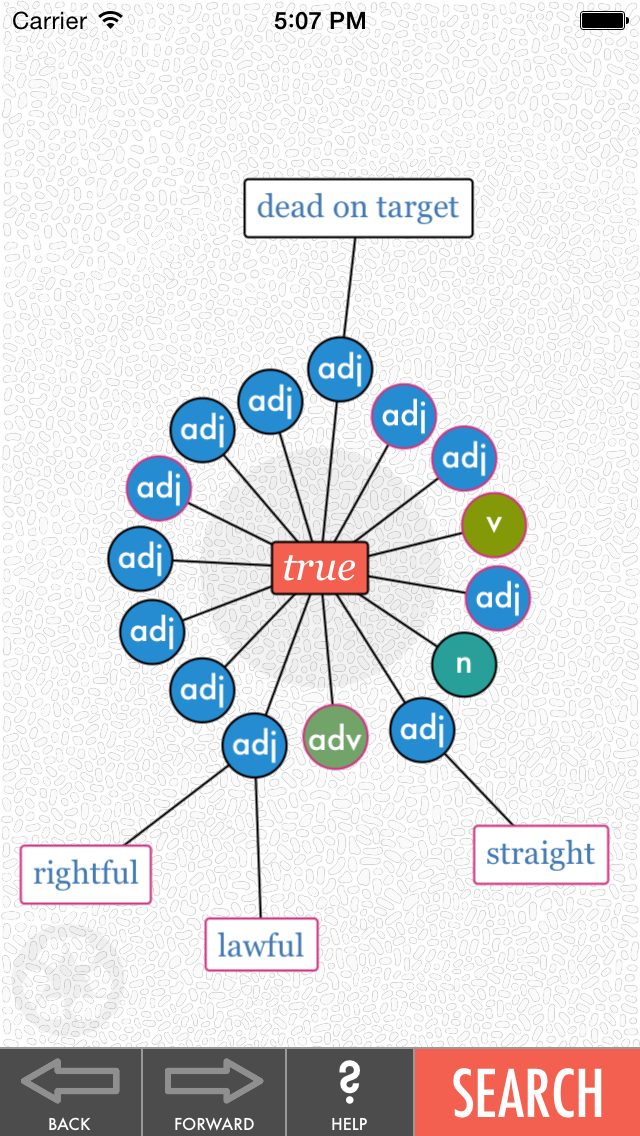 Carrier 5:07 PM
dead on target
adj
adj
adj
adj
adj
adj
adj
v
adj
true
adj
adj
n
adj
adj
adv
adj
straight
rightful
lawful
BACK
FORWARD
?
HELP
SEARCH